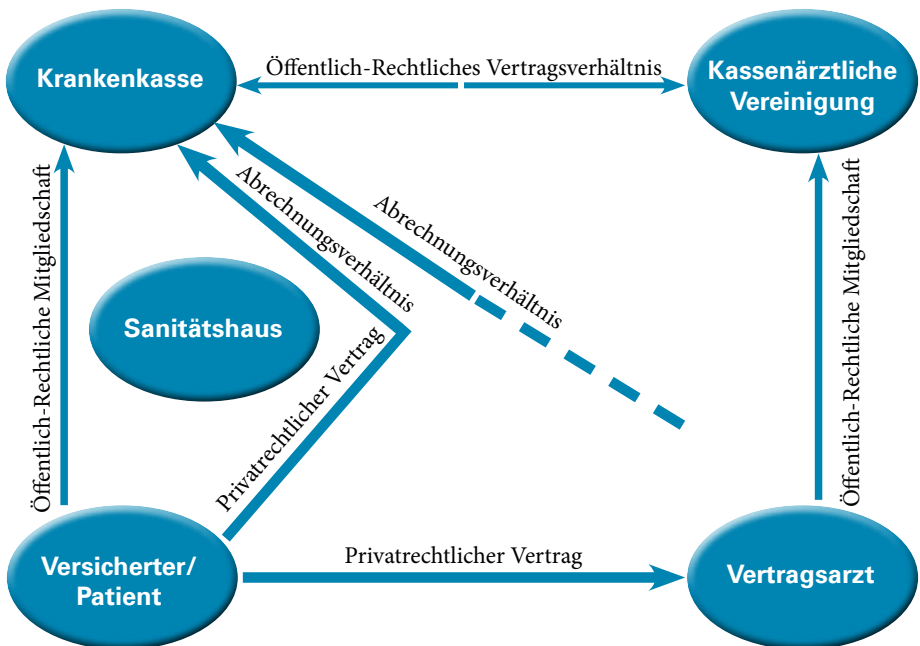 Krankenkasse
Öffentlich-Rechtliches Vertragsverhältnis
Kassenärztliche
Vereinigung
Öffentlich-Rechtliche Mitgliedschaft
Abrechnungsverhältnis
Abrechnungsverhältnis
Öffentlich-Rechtliche Mitgliedschaft
Sanitätshaus
Privatrechtlicher Vertrag
Versicherter/
Patient
Privatrechtlicher Vertrag
Vertragsarzt